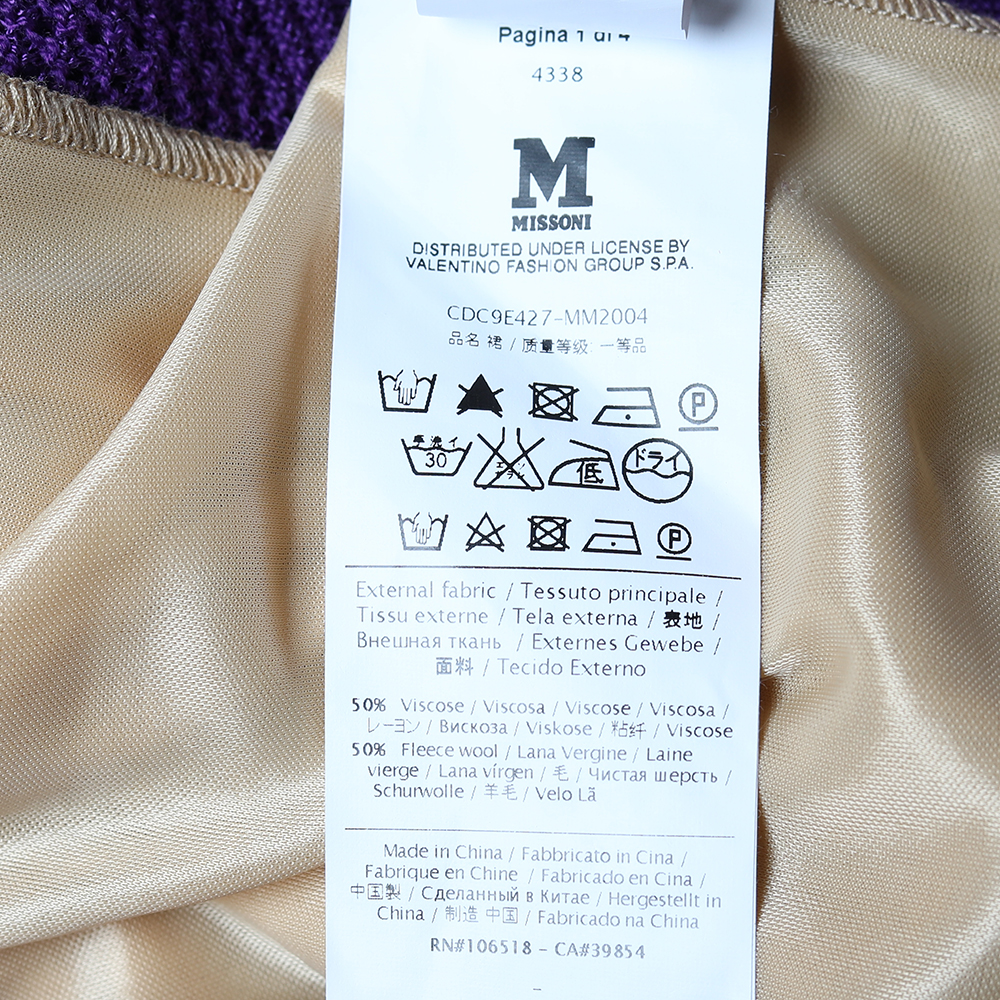 Pagina 1 di 4
4338
M
MISSONI
DISTRIBUTED UNDER LICENSE BY
VALENTINO FASHION GROUP S.P.A.
CDC9E427-MM2004
品名 裙 / 质量等级: 一等品
P
手洗イ
30
低
ドライ
P
External fabric / Tessuto principale /
Tissu externe / Tela externa / 表地 /
Внешная ткань / Externes Gewebe /
面料 / Tecido Externo
50% Viscose / Viscosa / Viscose / Viscosa /
レーヨン / Вискоза / Viskose / 粘纤 / Viscose
50% Fleece wool / Lana Vergine / Laine
vierge / Lana vírgen / 毛 / Чистая шерсть /
Schurwolle / 羊毛 / Velo Lã
Made in China / Fabbricato in Cina /
Fabrique en Chine / Fabricado en Cina /
中国製 / Сделанный в Китае / Hergestellt in
China / 制造 中国 / Fabricado na China
RN#106518 - CA#39854